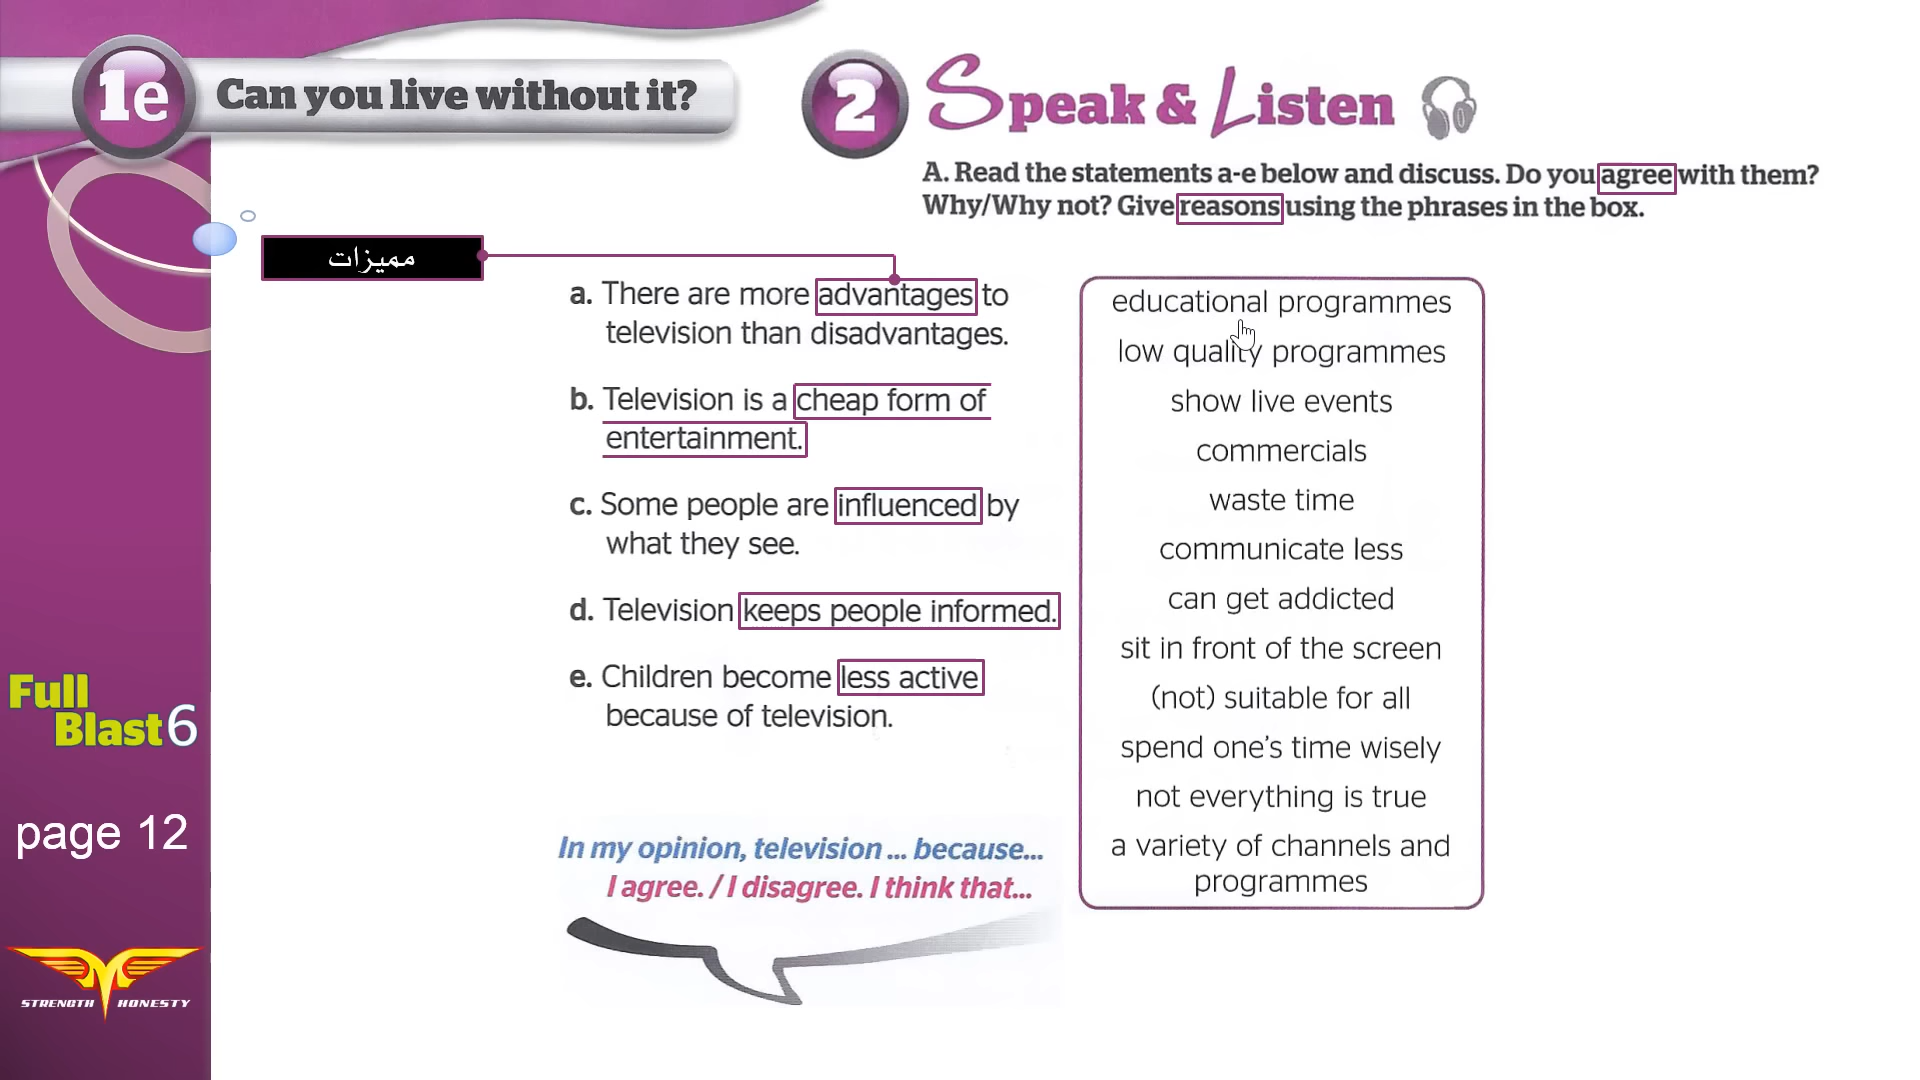 1e Can you live without it?
2 Speak & Listen
A. Read the statements a-e below and discuss. Do you agree with them?
Why/Why not? Give reasons using the phrases in the box.
مميزات
a. There are more advantages to
television than disadvantages.
b. Television is a cheap form of
entertainment.
c. Some people are influenced by
what they see.
d. Television keeps people informed.
e. Children become less active
because of television.
In my opinion, television ... because...
I agree. / I disagree. I think that...
educational programmes
low quality programmes
show live events
commercials
waste time
communicate less
can get addicted
sit in front of the screen
(not) suitable for all
spend one's time wisely
not everything is true
a variety of channels and
programmes
Full
Blast 6
page 12
STRENGTH HONESTY